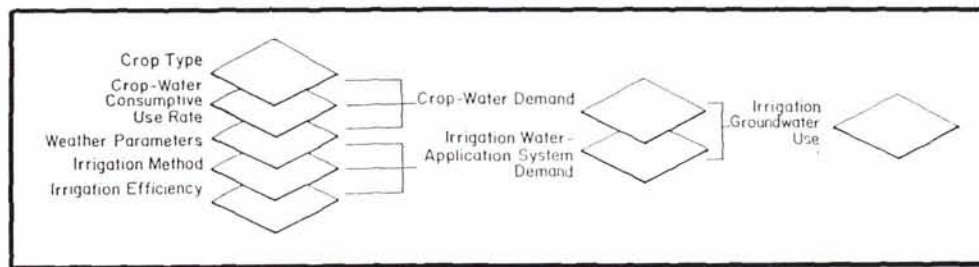 Crop Type
Crop-Water
Consumptive
Use Rate
Weather Parameters
Irrigation Method
Irrigation Efficiency
Crop-Water Demand
Irrigation Water-
Application System
Demand
Irrigation
Groundwater
Use